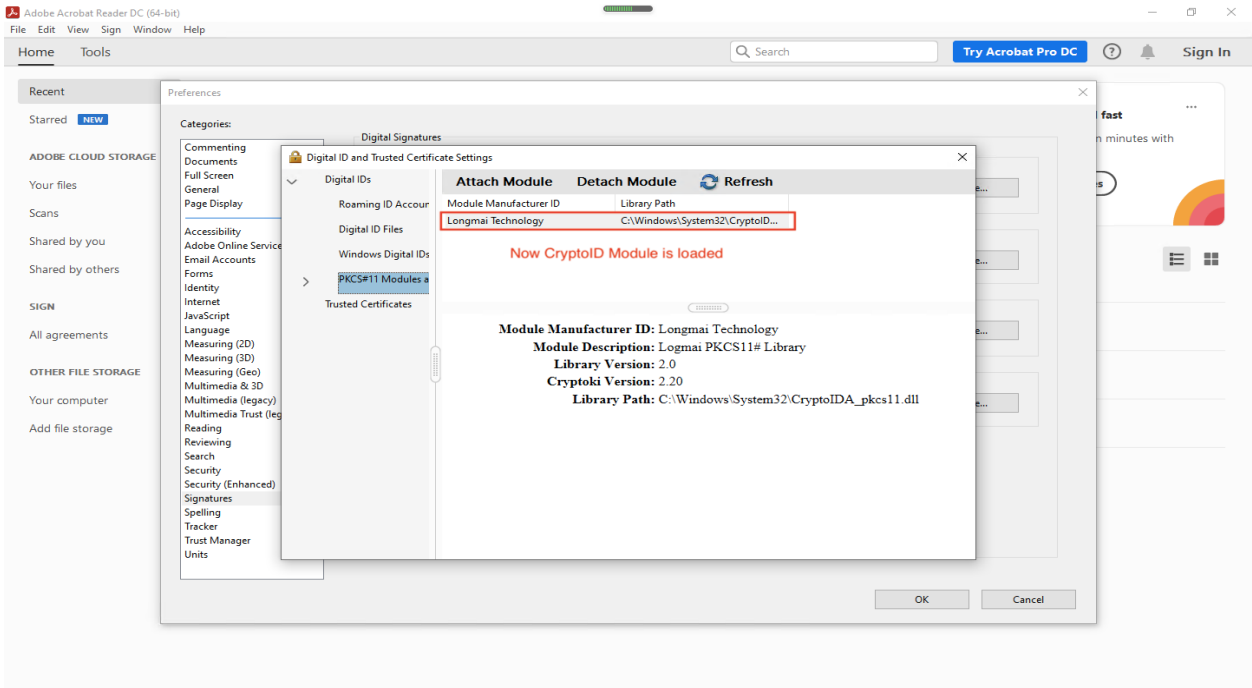 Adobe Acrobat Reader DC (64-bit)
File Edit View Sign Window Help
Home Tools
Search
Try Acrobat Pro DC
?
Sign In
Recent
Starred NEW
ADOBE CLOUD STORAGE
Your files
Scans
Shared by you
Shared by others
SIGN
All agreements
OTHER FILE STORAGE
Your computer
Add file storage
Preferences
Categories:
Commenting
Documents
Full Screen
General
Page Display
Accessibility
Adobe Online Service
Email Accounts
Forms
Identity
Internet
JavaScript
Language
Measuring (2D)
Measuring (3D)
Measuring (Geo)
Multimedia & 3D
Multimedia (legacy)
Multimedia Trust (leg
Reading
Reviewing
Search
Security
Security (Enhanced)
Signatures
Spelling
Tracker
Trust Manager
Units
Digital Signatures
Digital ID and Trusted Certificate Settings
Digital IDs
Roaming ID Accoun
Digital ID Files
Windows Digital IDs
PKCS#11 Modules a
Trusted Certificates
Attach Module Detach Module Refresh
Module Manufacturer ID Library Path
Longmai Technology C:\Windows\System32\CryptoID...
Now CryptoID Module is loaded
Module Manufacturer ID: Longmai Technology
Module Description: Logmai PKCS11# Library
Library Version: 2.0
Cryptoki Version: 2.20
Library Path: C:\Windows\System32\CryptoIDA_pkcs11.dll
OK Cancel
fast
minutes with